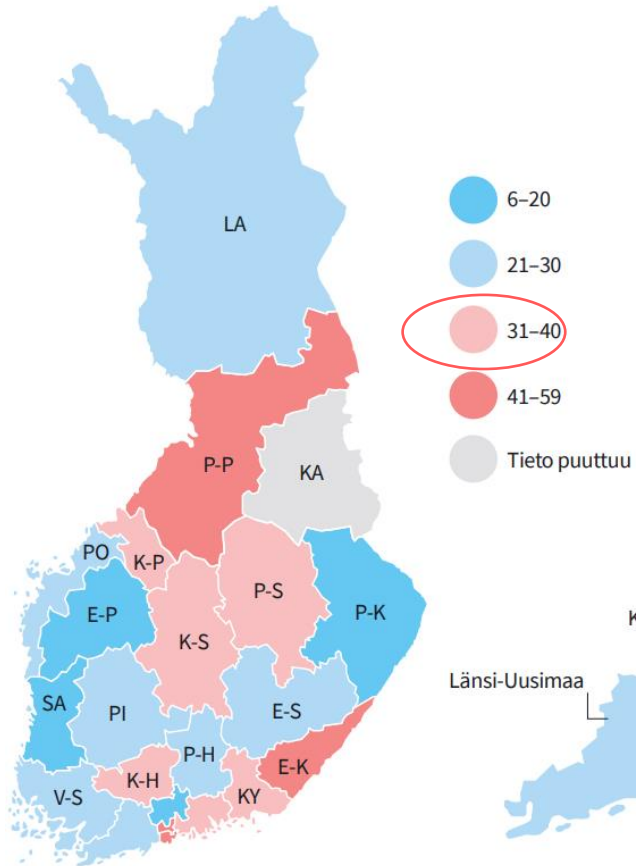 LA
6–20
21–30
31–40
41–59
Tieto puuttuu
P-P
KA
PO
K-P
P-S
P-K
E-P
K-S
K
SA
PI
E-S
Länsi-Uusimaa
P-H
K-H
E-K
V-S
KY